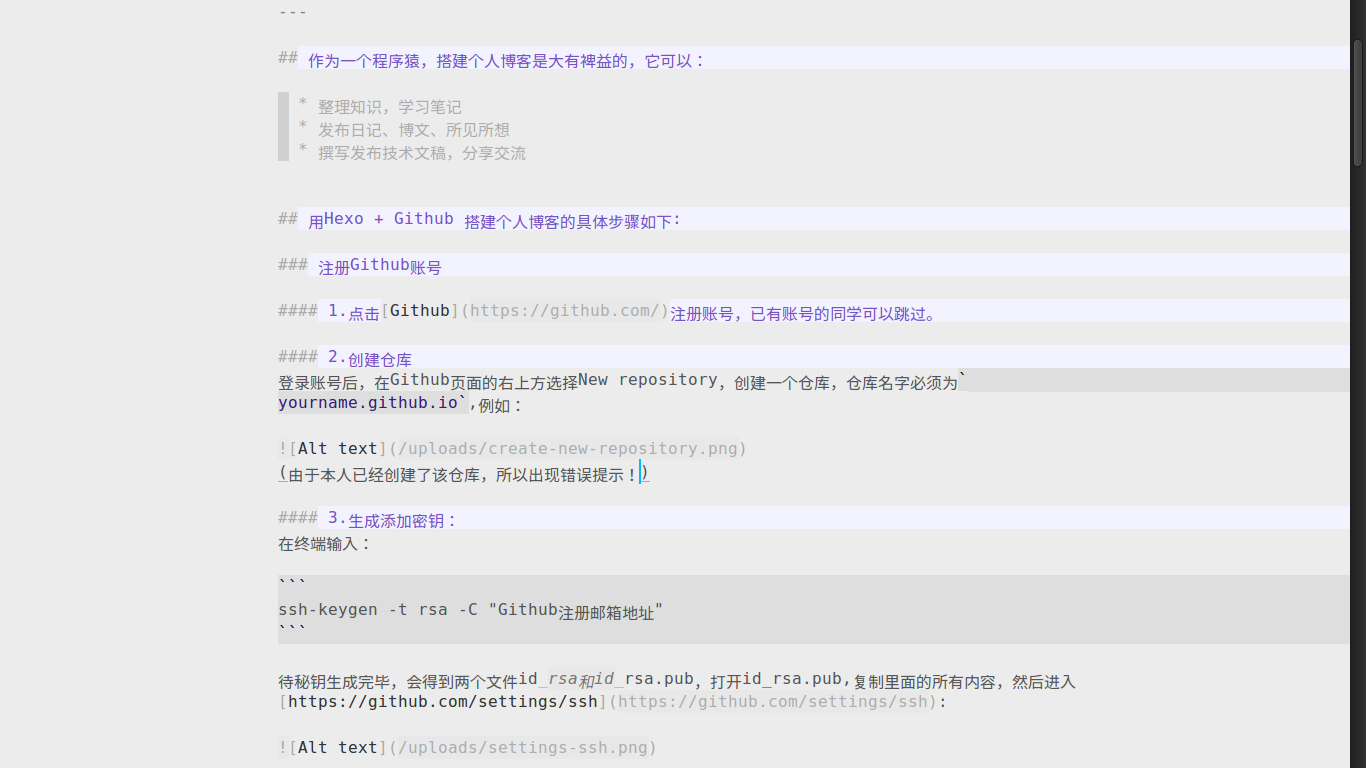 ---
## 作为一个程序猿，搭建个人博客是大有裨益的，它可以：
* 整理知识，学习笔记
* 发布日记、博文、所见所想
* 撰写发布技术文稿，分享交流
## 用Hexo + Github 搭建个人博客的具体步骤如下:
### 注册Github账号
#### 1.点击[Github](https://github.com/)注册账号，已有账号的同学可以跳过。
#### 2.创建仓库
登录账号后，在Github页面的右上方选择New repository，创建一个仓库，仓库名字必须为`
yourname.github.io`,例如：
![Alt text](/uploads/create-new-repository.png)
(由于本人已经创建了该仓库，所以出现错误提示！)
#### 3.生成添加密钥：
在终端输入：
```
ssh-keygen -t rsa -C "Github注册邮箱地址"
```
待秘钥生成完毕，会得到两个文件id_rsa和id_rsa.pub，打开id_rsa.pub,复制里面的所有内容，然后进入
[https://github.com/settings/ssh](https://github.com/settings/ssh):
![Alt text](/uploads/settings-ssh.png)